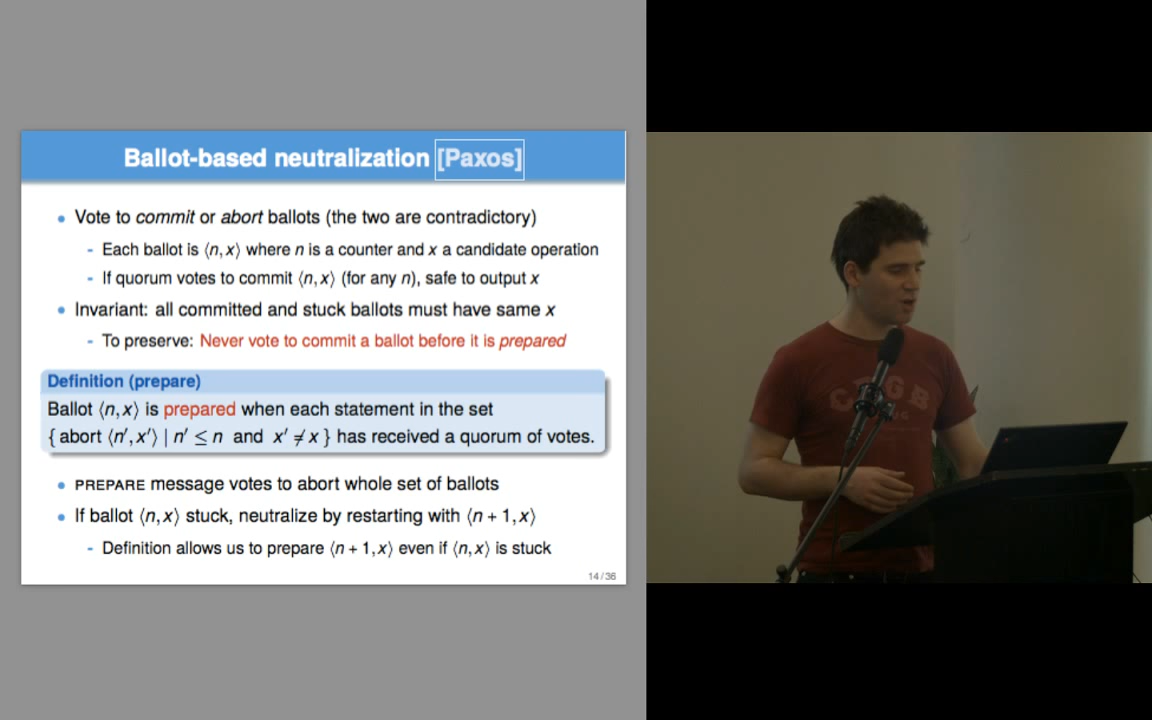 Ballot-based neutralization [Paxos]
• Vote to commit or abort ballots (the two are contradictory)
- Each ballot is ⟨n, x⟩ where n is a counter and x a candidate operation
- If quorum votes to commit ⟨n, x⟩ (for any n), safe to output x
• Invariant: all committed and stuck ballots must have same x
- To preserve: Never vote to commit a ballot before it is prepared
Definition (prepare)
Ballot ⟨n, x⟩ is prepared when each statement in the set
{ abort ⟨n′, x′⟩ | n′ ≤ n and x′ ≠ x } has received a quorum of votes.
• PREPARE message votes to abort whole set of ballots
• If ballot ⟨n, x⟩ stuck, neutralize by restarting with ⟨n + 1, x⟩
- Definition allows us to prepare ⟨n + 1, x⟩ even if ⟨n, x⟩ is stuck
14 / 36